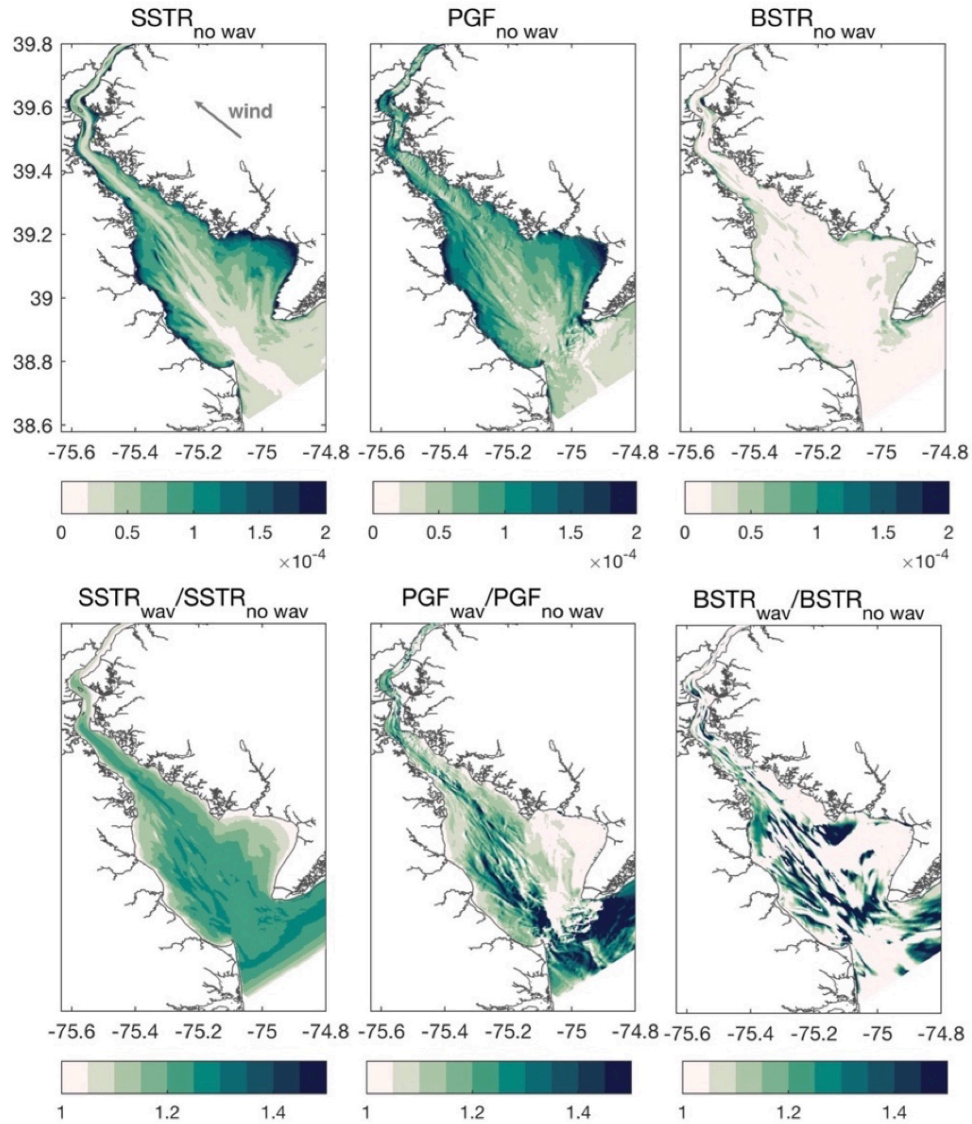 SSTR no wav PGF no wav BSTR no wav
39.8
wind
39.6
39.4
39.2
39
38.8
38.6
-75.6 -75.4 -75.2 -75 -74.8 -75.6 -75.4 -75.2 -75 -74.8 -75.6 -75.4 -75.2 -75 -74.8
0 0.5 1 1.5 2 0 0.5 1 1.5 2 0 0.5 1 1.5 2
×10-4 ×10-4 ×10-4
SSTR wav/SSTR no wav PGF wav/PGF no wav BSTR wav/BSTR no wav
-75.6 -75.4 -75.2 -75 -74.8 -75.6 -75.4 -75.2 -75 -74.8 -75.6 -75.4 -75.2 -75 -74.8
1 1.2 1.4 1 1.2 1.4 1 1.2 1.4